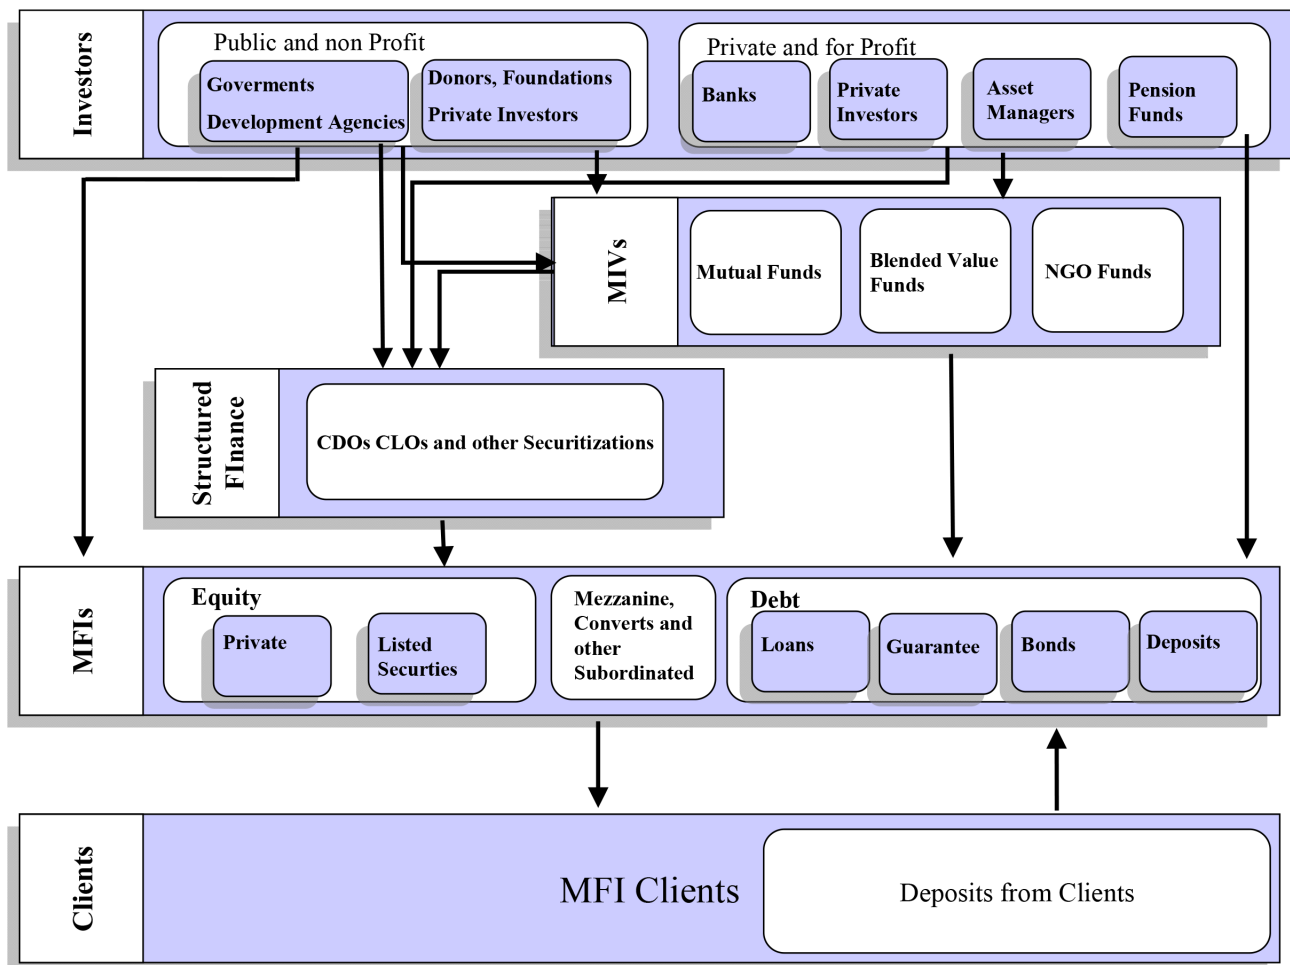 Investors
Public and non Profit
Goverments
Development Agencies
Donors, Foundations
Private Investors
Private and for Profit
Banks
Private
Investors
Asset
Managers
Pension
Funds
MIVs
Mutual Funds
Blended Value
Funds
NGO Funds
Structured
FInance
CDOs CLOs and other Securitizations
MFIs
Equity
Private
Listed
Securties
Mezzanine,
Converts and
other
Subordinated
Debt
Loans
Guarantee
Bonds
Deposits
Clients
MFI Clients
Deposits from Clients